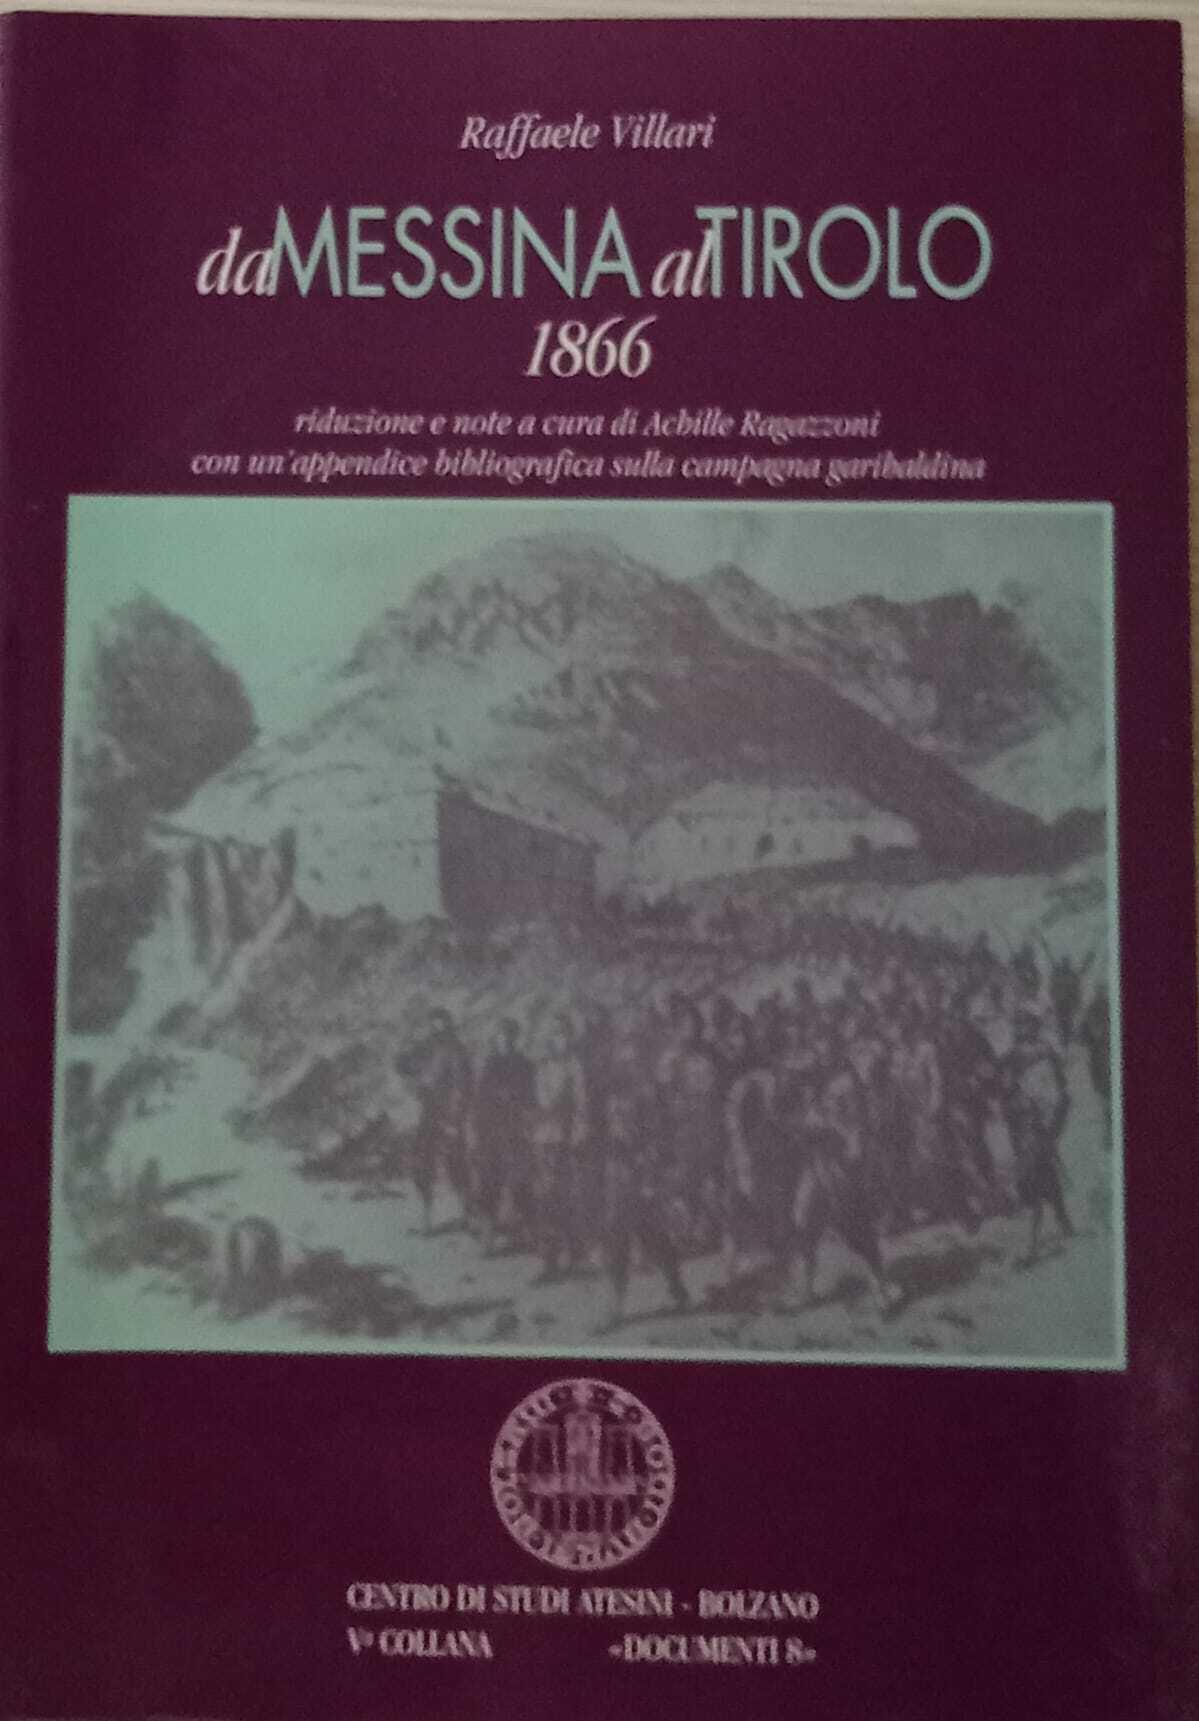 Raffaele Villari
da MESSINA al TIROLO
1866
riduzione e note a cura di Achille Ragazzoni
con un'appendice bibliografica sulla campagna garibaldina
CENTRO DI STUDI ATESINI - BOLZANO
Vª COLLANA «DOCUMENTI 8»